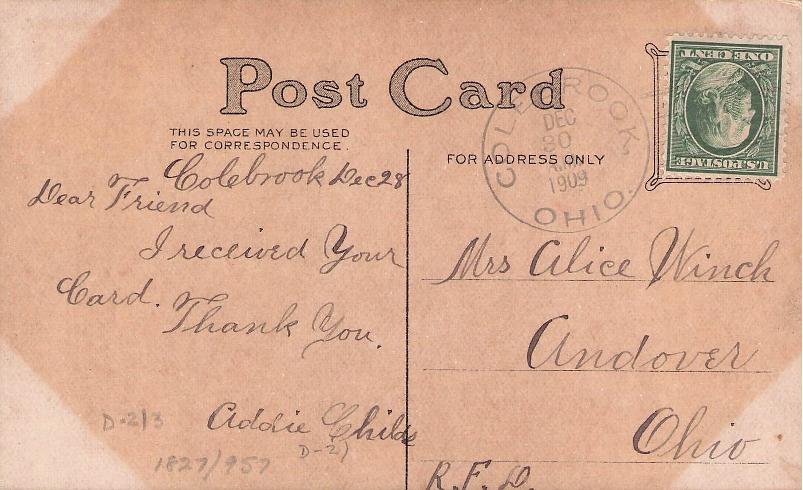 Post Card
THIS SPACE MAY BE USED
FOR CORRESPONDENCE.
FOR ADDRESS ONLY
COLEBROOK,
DEC
30
A.M.
1909
OHIO.
U.S. POSTAGE
ONE CENT
Colebrook Dec 28
Dear Friend
I received Your
Card.
Thank You.
Addie Childs
D-213
D-2)
1827/957
Mrs Alice Winch
Andover
Ohio
R.F.D.